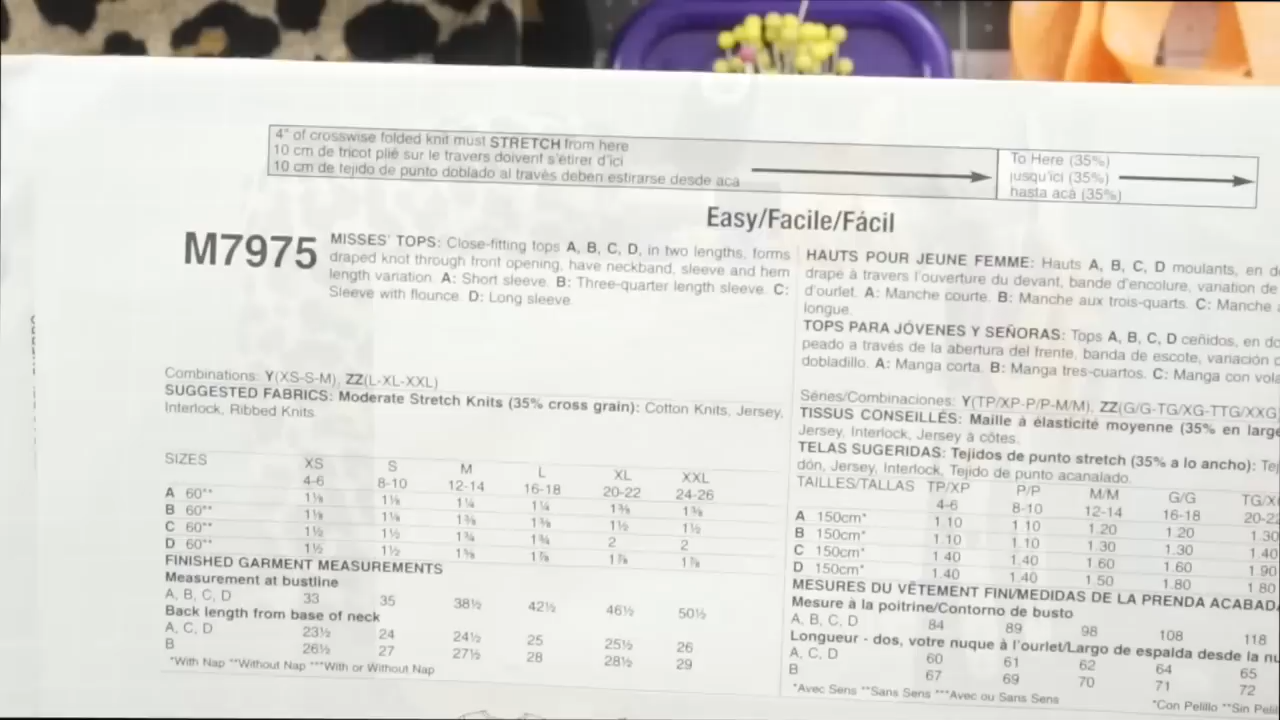 4" of crosswise folded knit must STRETCH from here
10 cm de tricot plié sur le travers doivent s'étirer d'ici
10 cm de tejido de punto doblado al través deben estirarse desde acá
To Here (35%)
jusqu'ici (35%)
hasta acà (35%)
Easy/Facile/Fácil
M7975
MISSES' TOPS: Close-fitting tops A, B, C, D, in two lengths, forms
draped knot through front opening, have neckband, sleeve and hem
length variation. A: Short sleeve. B: Three-quarter length sleeve. C:
Sleeve with flounce. D: Long sleeve.
Combinations: Y(XS-S-M), ZZ(L-XL-XXL)
SUGGESTED FABRICS: Moderate Stretch Knits (35% cross grain): Cotton Knits, Jersey,
Interlock, Ribbed Knits.
SIZES XS S M L XL XXL
4-6 8-10 12-14 16-18 20-22 24-26
A 60** 1⅛ 1⅛ 1¼ 1¼ 1⅜ 1⅜
B 60** 1⅛ 1⅛ 1⅜ 1⅜ 1½ 1½
C 60** 1½ 1½ 1¾ 1¾ 2 2
D 60** 1½ 1½ 1⅝ 1⅞ 1⅞ 1⅞
FINISHED GARMENT MEASUREMENTS
Measurement at bustline
A, B, C, D 33 35 38½ 42½ 46½ 50½
Back length from base of neck
A, C, D 23½ 24 24½ 25 25½ 26
B 26½ 27 27½ 28 28½ 29
*With Nap **Without Nap ***With or Without Nap
HAUTS POUR JEUNE FEMME: Hauts A, B, C, D moulants, en
drapé à travers l'ouverture du devant, bande d'encolure, variation de
d'ourlet. A: Manche courte. B: Manche aux trois-quarts. C: Manche
longue.
TOPS PARA JÓVENES Y SEÑORAS: Tops A, B, C, D ceñidos, en
peado a través de la abertura del frente, banda de escote, variación
dobladillo. A: Manga corta. B: Manga tres-cuartos. C: Manga con
Séries/Combinaciones: Y(TP/XP-P/P-M/M), ZZ(G/G-TG/XG-TTG/XXG)
TISSUS CONSEILLÉS: Maille à élasticité moyenne (35% en
Jersey, Interlock, Jersey à côtes.
TELAS SUGERIDAS: Tejidos de punto stretch (35% a lo ancho):
dón, Jersey, Interlock, Tejido de punto acanalado.
TAILLES/TALLAS TP/XP P/P M/M G/G
4-6 8-10 12-14 16-18
A 150cm* 1.10 1.10 1.20 1.20 1.30
B 150cm* 1.10 1.10 1.30 1.30 1.40
C 150cm* 1.40 1.40 1.60 1.60 1.90
D 150cm* 1.40 1.40 1.50 1.80 1.80
MESURES DU VÊTEMENT FINI/MEDIDAS DE LA PRENDA
Mesure à la poitrine/Contorno de busto
A, B, C, D 84 89 98 108 118
Longueur - dos, votre nuque à l'ourlet/Largo de espalda desde la
A, C, D 60 61 62 64 65
B 67 69 70 71 72
*Avec Sens **Sans Sens ***Avec ou Sans Sens
*Con Pelillo **Sin